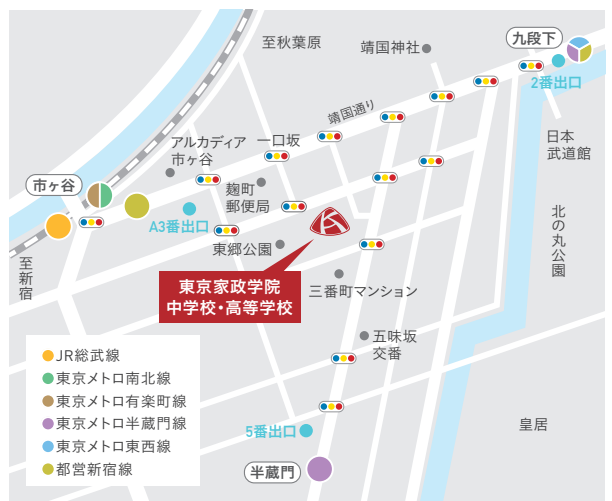 九段下
至秋葉原
靖国神社
2番出口
靖国通り
アルカディア
市ヶ谷
一口坂
日本
武道館
市ヶ谷
麹町
郵便局
A3番出口
東郷公園
北の丸公園
至新宿
東京家政学院
中学校・高等学校
三番町マンション
五味坂
交番
JR総武線
東京メトロ南北線
東京メトロ有楽町線
東京メトロ半蔵門線
東京メトロ東西線
都営新宿線
皇居
5番出口
半蔵門